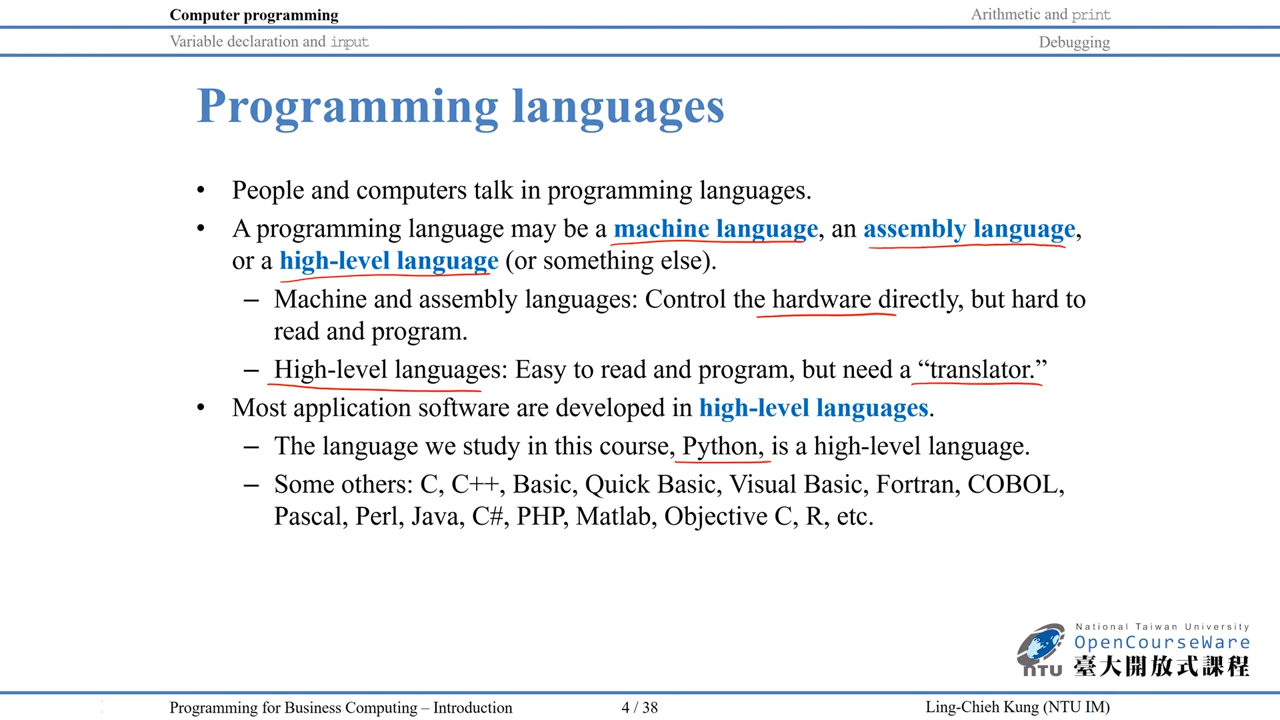 Computer programming
Arithmetic and print
Variable declaration and input
Debugging
Programming languages
• People and computers talk in programming languages.
• A programming language may be a machine language, an assembly language,
or a high-level language (or something else).
– Machine and assembly languages: Control the hardware directly, but hard to
read and program.
– High-level languages: Easy to read and program, but need a “translator.”
• Most application software are developed in high-level languages.
– The language we study in this course, Python, is a high-level language.
– Some others: C, C++, Basic, Quick Basic, Visual Basic, Fortran, COBOL,
Pascal, Perl, Java, C#, PHP, Matlab, Objective C, R, etc.
National Taiwan University
OpenCourseWare
NTU 臺大開放式課程
Programming for Business Computing – Introduction
4 / 38
Ling-Chieh Kung (NTU IM)